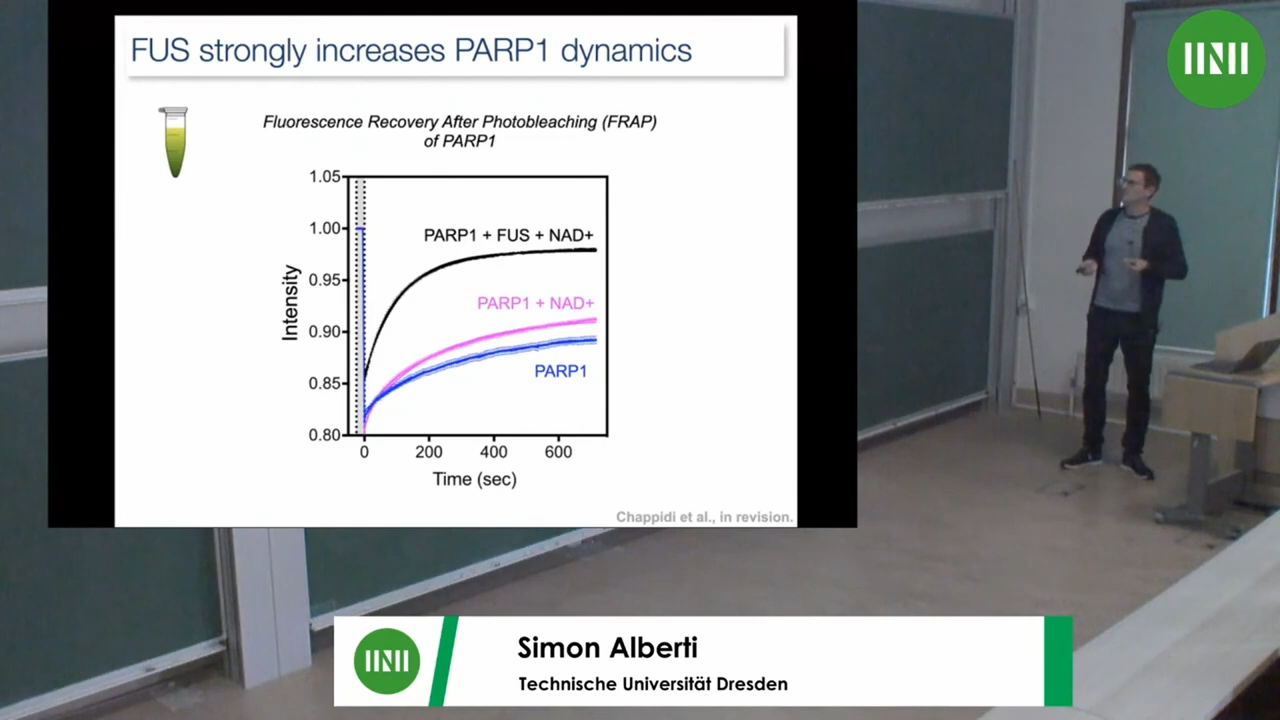 FUS strongly increases PARP1 dynamics
Fluorescence Recovery After Photobleaching (FRAP)
of PARP1
1.05
1.00
0.95
0.90
0.85
0.80
Intensity
PARP1 + FUS + NAD+
PARP1 + NAD+
PARP1
0 200 400 600
Time (sec)
Chappidi et al., in revision.
Simon Alberti
Technische Universität Dresden